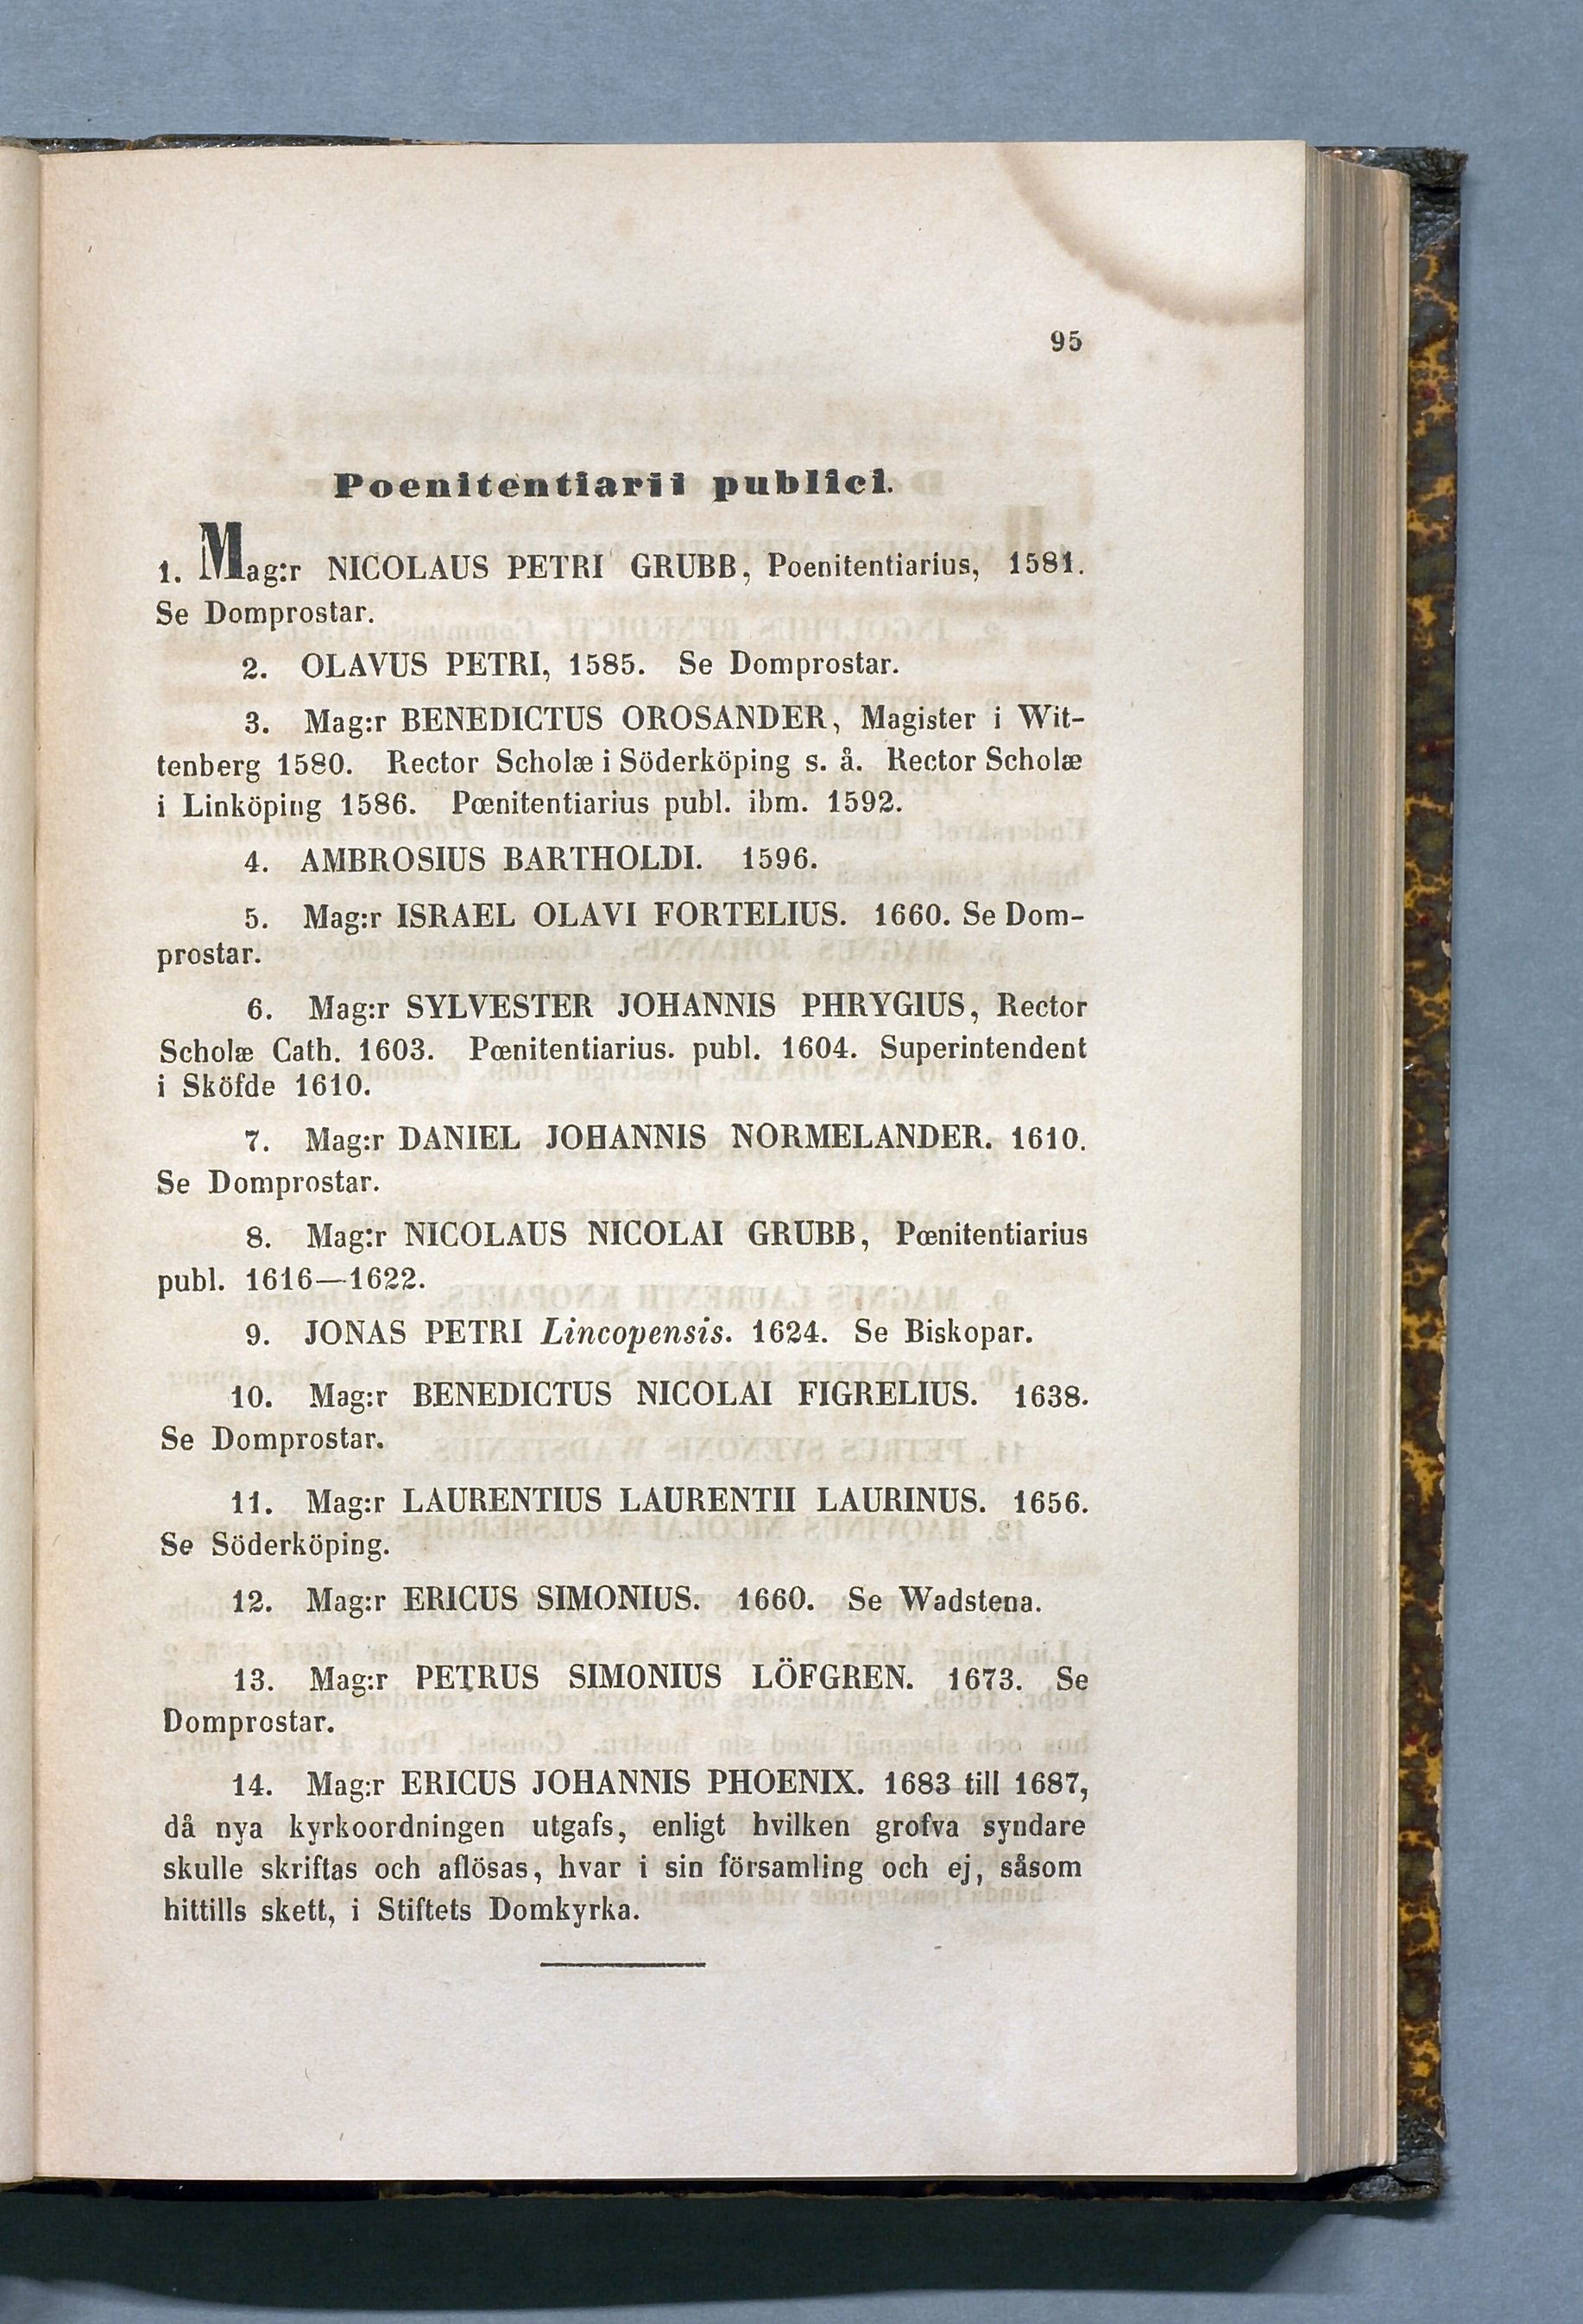 95
Poenitentiarii publici.
1. Mag:r NICOLAUS PETRI GRUBB, Poenitentiarius, 1581.
Se Domprostar.
2. OLAVUS PETRI, 1585. Se Domprostar.
3. Mag:r BENEDICTUS OROSANDER, Magister i Wit-
tenberg 1580. Rector Scholæ i Söderköping s. å. Rector Scholæ
i Linköping 1586. Pœnitentiarius publ. ibm. 1592.
4. AMBROSIUS BARTHOLDI. 1596.
5. Mag:r ISRAEL OLAVI FORTELIUS. 1660. Se Dom-
prostar.
6. Mag:r SYLVESTER JOHANNIS PHRYGIUS, Rector
Scholæ Cath. 1603. Pœnitentiarius. publ. 1604. Superintendent
i Sköfde 1610.
7. Mag:r DANIEL JOHANNIS NORMELANDER. 1610.
Se Domprostar.
8. Mag:r NICOLAUS NICOLAI GRUBB, Pœnitentiarius
publ. 1616—1622.
9. JONAS PETRI Lincopensis. 1624. Se Biskopar.
10. Mag:r BENEDICTUS NICOLAI FIGRELIUS. 1638.
Se Domprostar.
11. Mag:r LAURENTIUS LAURENTII LAURINUS. 1656.
Se Söderköping.
12. Mag:r ERICUS SIMONIUS. 1660. Se Wadstena.
13. Mag:r PETRUS SIMONIUS LÖFGREN. 1673. Se
Domprostar.
14. Mag:r ERICUS JOHANNIS PHOENIX. 1683 till 1687,
då nya kyrkoordningen utgafs, enligt hvilken grofva syndare
skulle skriftas och aflösas, hvar i sin församling och ej, såsom
hittills skett, i Stiftets Domkyrka.